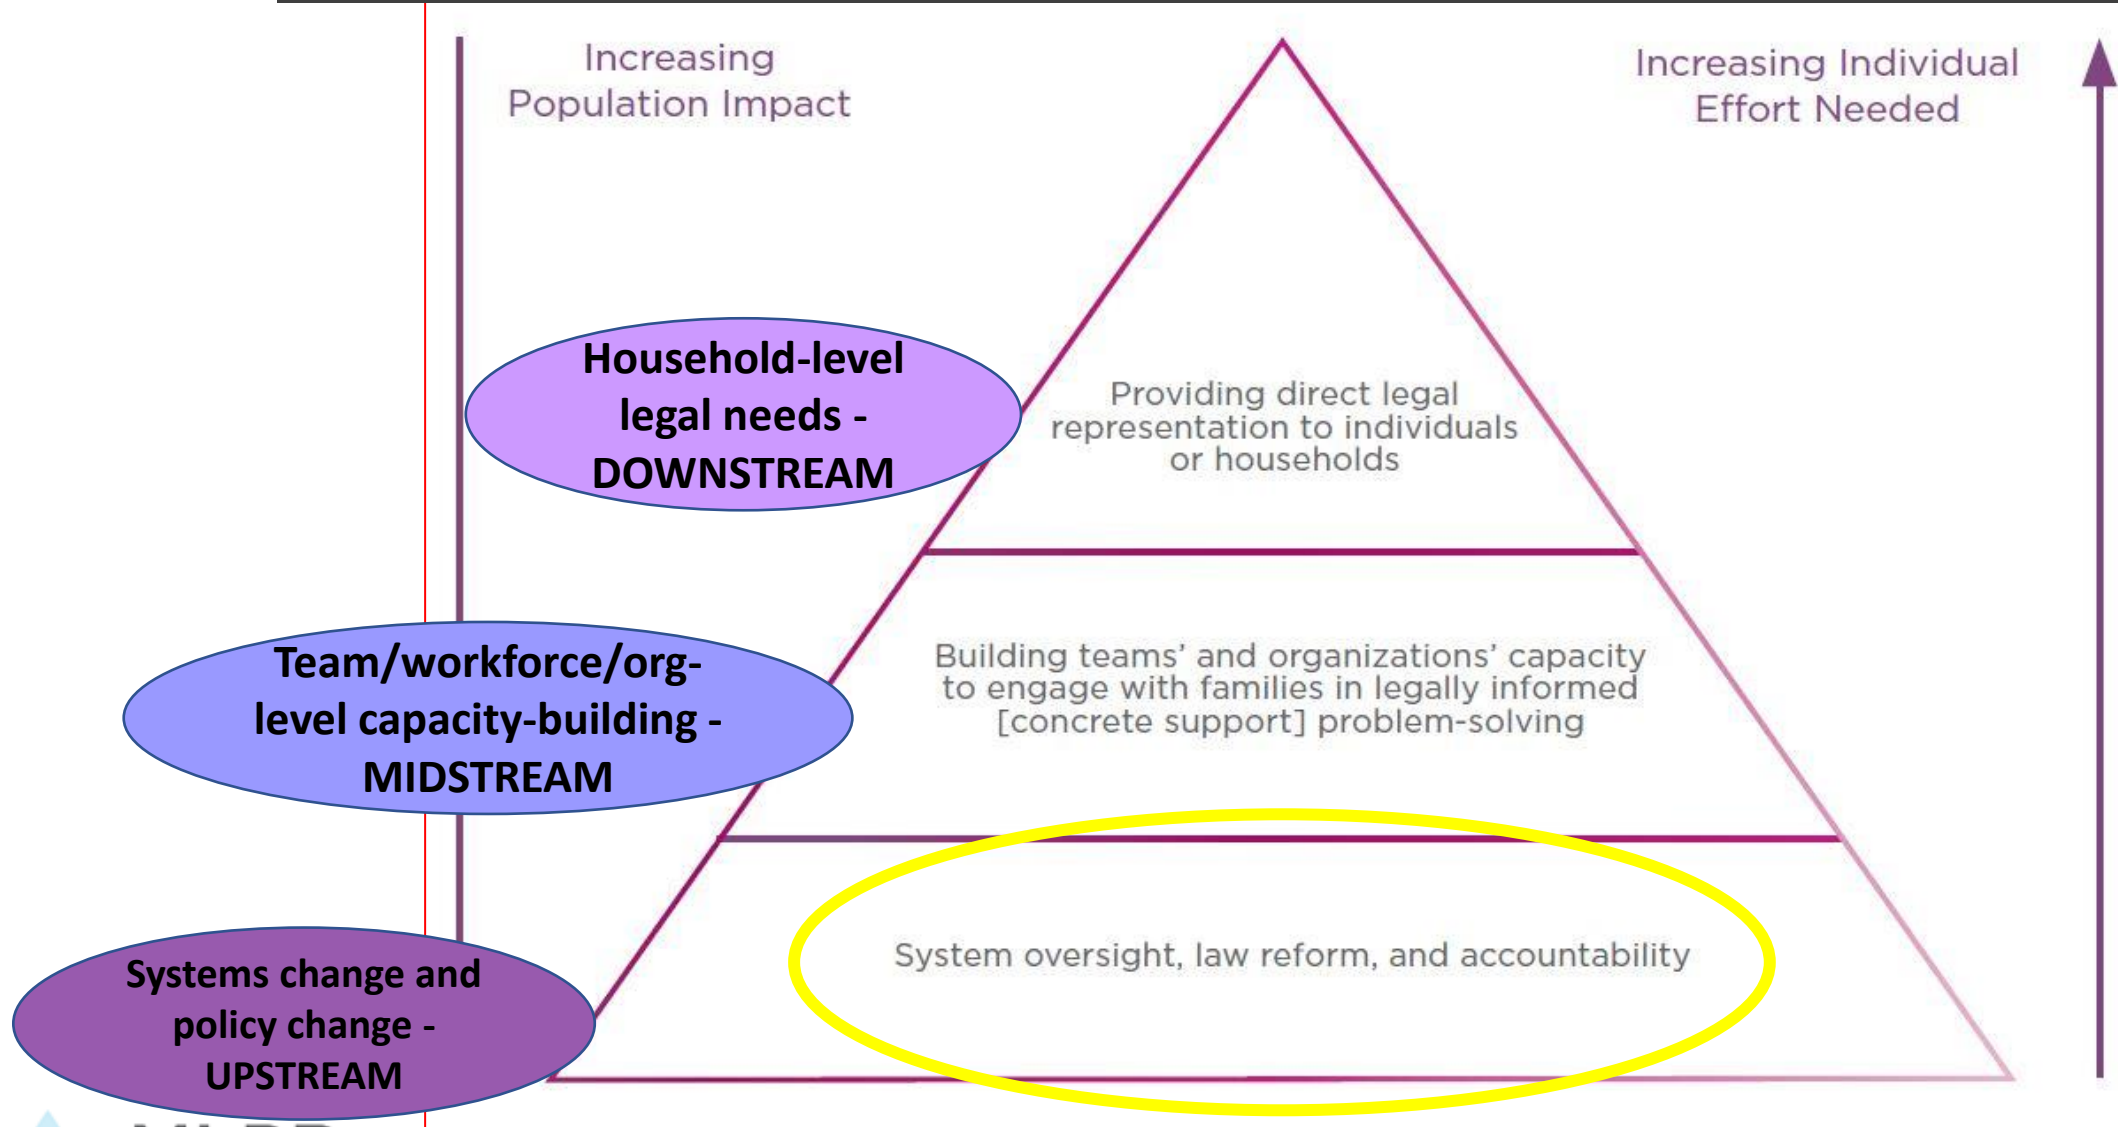 Increasing
Population Impact
Increasing Individual
Effort Needed
Household-level
legal needs -
DOWNSTREAM
Providing direct legal
representation to individuals
or households
Team/workforce/org-
level capacity-building -
MIDSTREAM
Building teams’ and organizations’ capacity
to engage with families in legally informed
[concrete support] problem-solving
Systems change and
policy change -
UPSTREAM
System oversight, law reform, and accountability